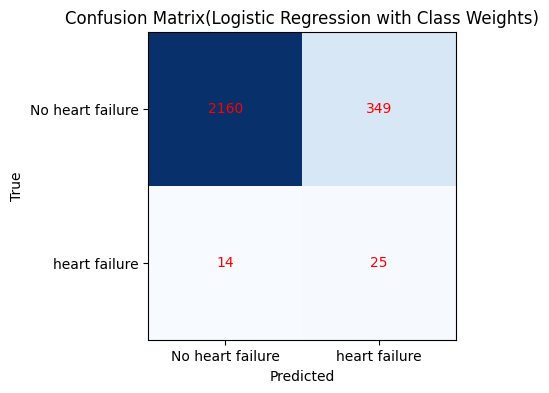 Confusion Matrix(Logistic Regression with Class Weights)
True
No heart failure
2160
349
heart failure
14
25
No heart failure
heart failure
Predicted